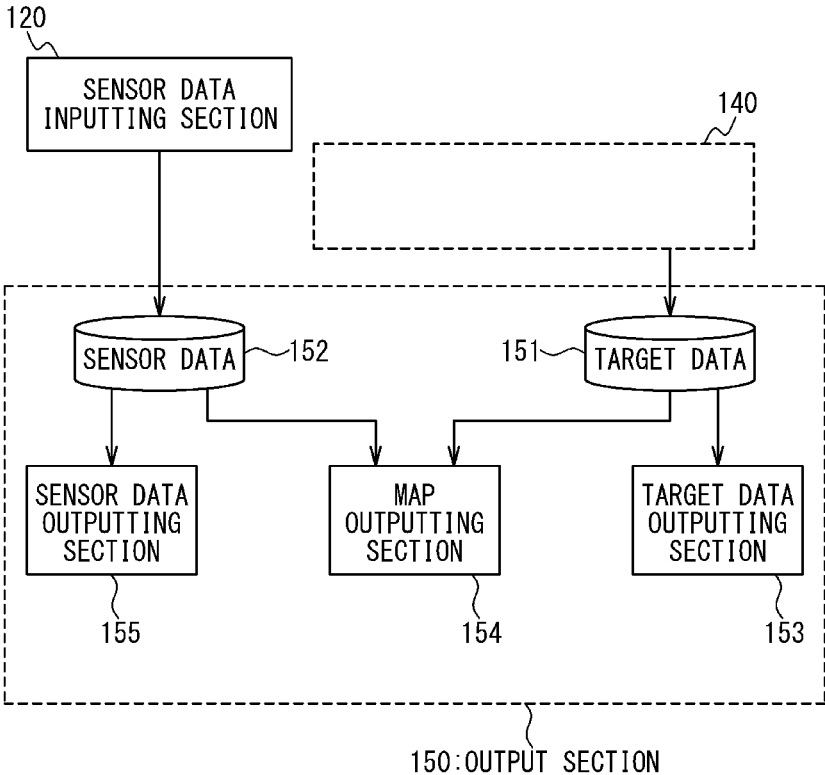 120
SENSOR DATA
INPUTTING SECTION
140
SENSOR DATA
152
151
TARGET DATA
SENSOR DATA
OUTPUTTING
SECTION
MAP
OUTPUTTING
SECTION
TARGET DATA
OUTPUTTING
SECTION
155
154
153
150:OUTPUT SECTION